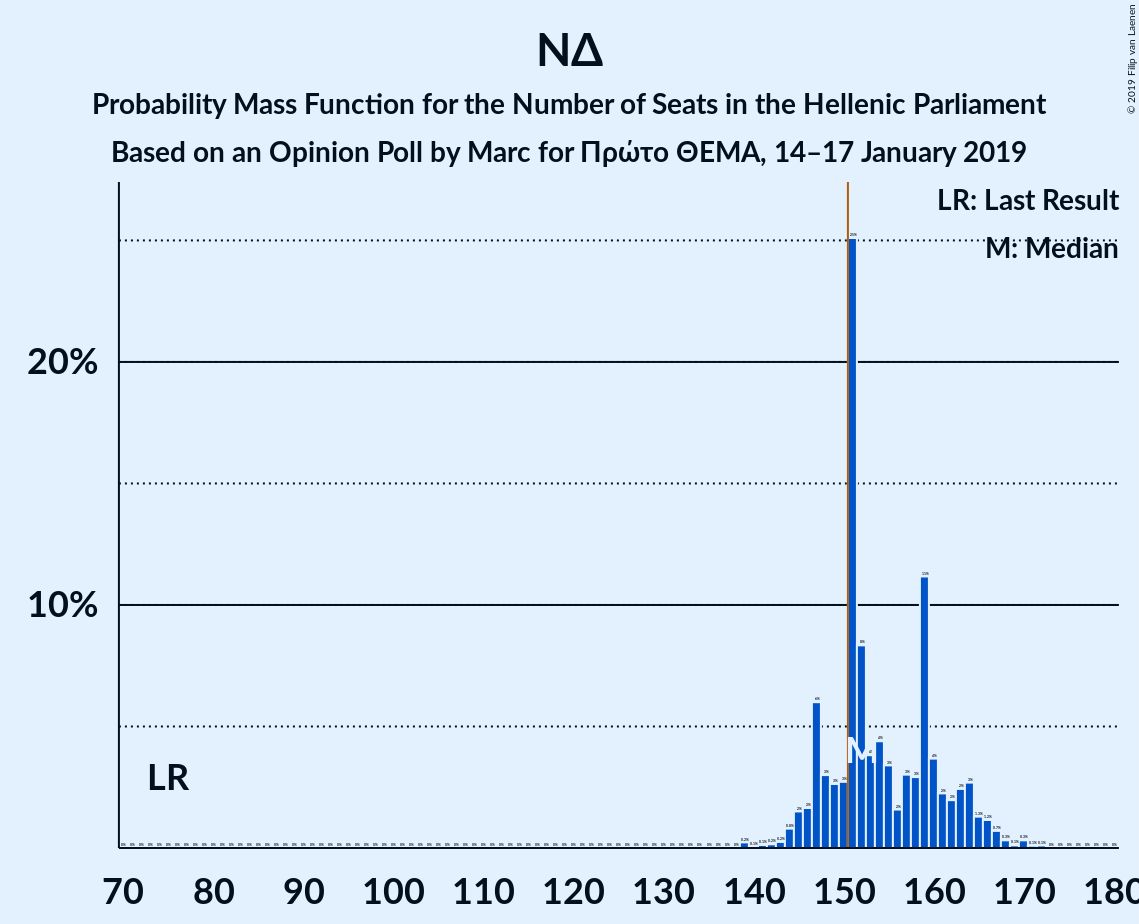 ΝΔ
Probability Mass Function for the Number of Seats in the Hellenic Parliament
Based on an Opinion Poll by Marc for Πρώτο ΘΕΜΑ, 14–17 January 2019
© 2019 Filip van Laenen
LR: Last Result
M: Median
20%
10%
LR
M
70 80 90 100 110 120 130 140 150 160 170 180